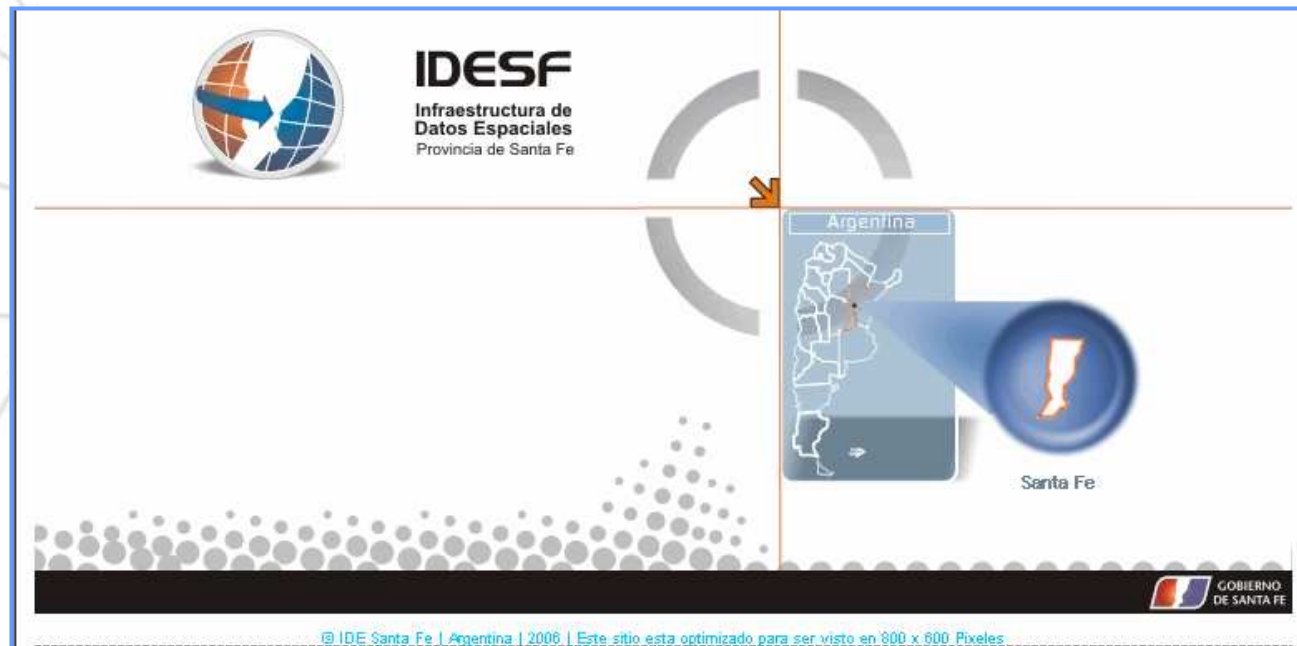 IDESF
Infraestructura de
Datos Espaciales
Provincia de Santa Fe
Argentina
Santa Fe
GOBIERNO
DE SANTA FE
© IDE Santa Fe | Argentina | 2006 | Este sitio esta optimizado para ser visto en 800 x 600 Pixeles